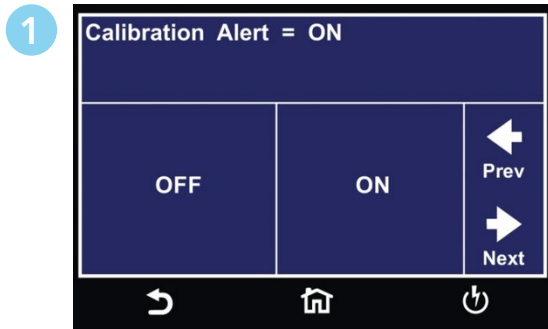 1
Calibration Alert = ON
OFF
ON
Prev
Next